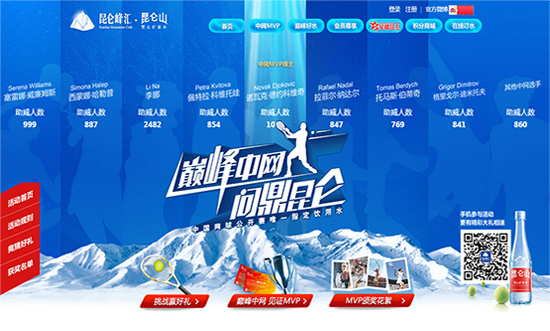 昆仑峰汇·昆仑山
Kunlun Mountain Club 雪山矿泉水
登录 | 注册 | 官方微博
首页
中网MVP
巅峰好水
会员尊享
积分商城
在线订水
中网MVP得主
Serena Williams
塞雷娜·威廉姆斯
助威人数
999
Simona Halep
西蒙娜·哈勒普
助威人数
887
Li Na
李娜
助威人数
2482
Petra Kvitova
佩特拉·科维托娃
助威人数
854
Novak Djokovic
诺瓦克·德约科维奇
助威人数
Rafael Nadal
拉菲尔·纳达尔
助威人数
847
Tomas Berdych
托马斯·伯蒂奇
助威人数
769
Grigor Dimitrov
格里戈尔·迪米托夫
助威人数
841
其他中网选手
助威人数
860
巅峰中网
问鼎昆仑
中国网球公开赛唯一指定饮用水
活动首页
活动规则
竞猜好礼
获奖名单
手机参与活动
更有精彩大礼相送
昆仑山
挑战赢好礼
巅峰中网 见证MVP
MVP颁奖花絮